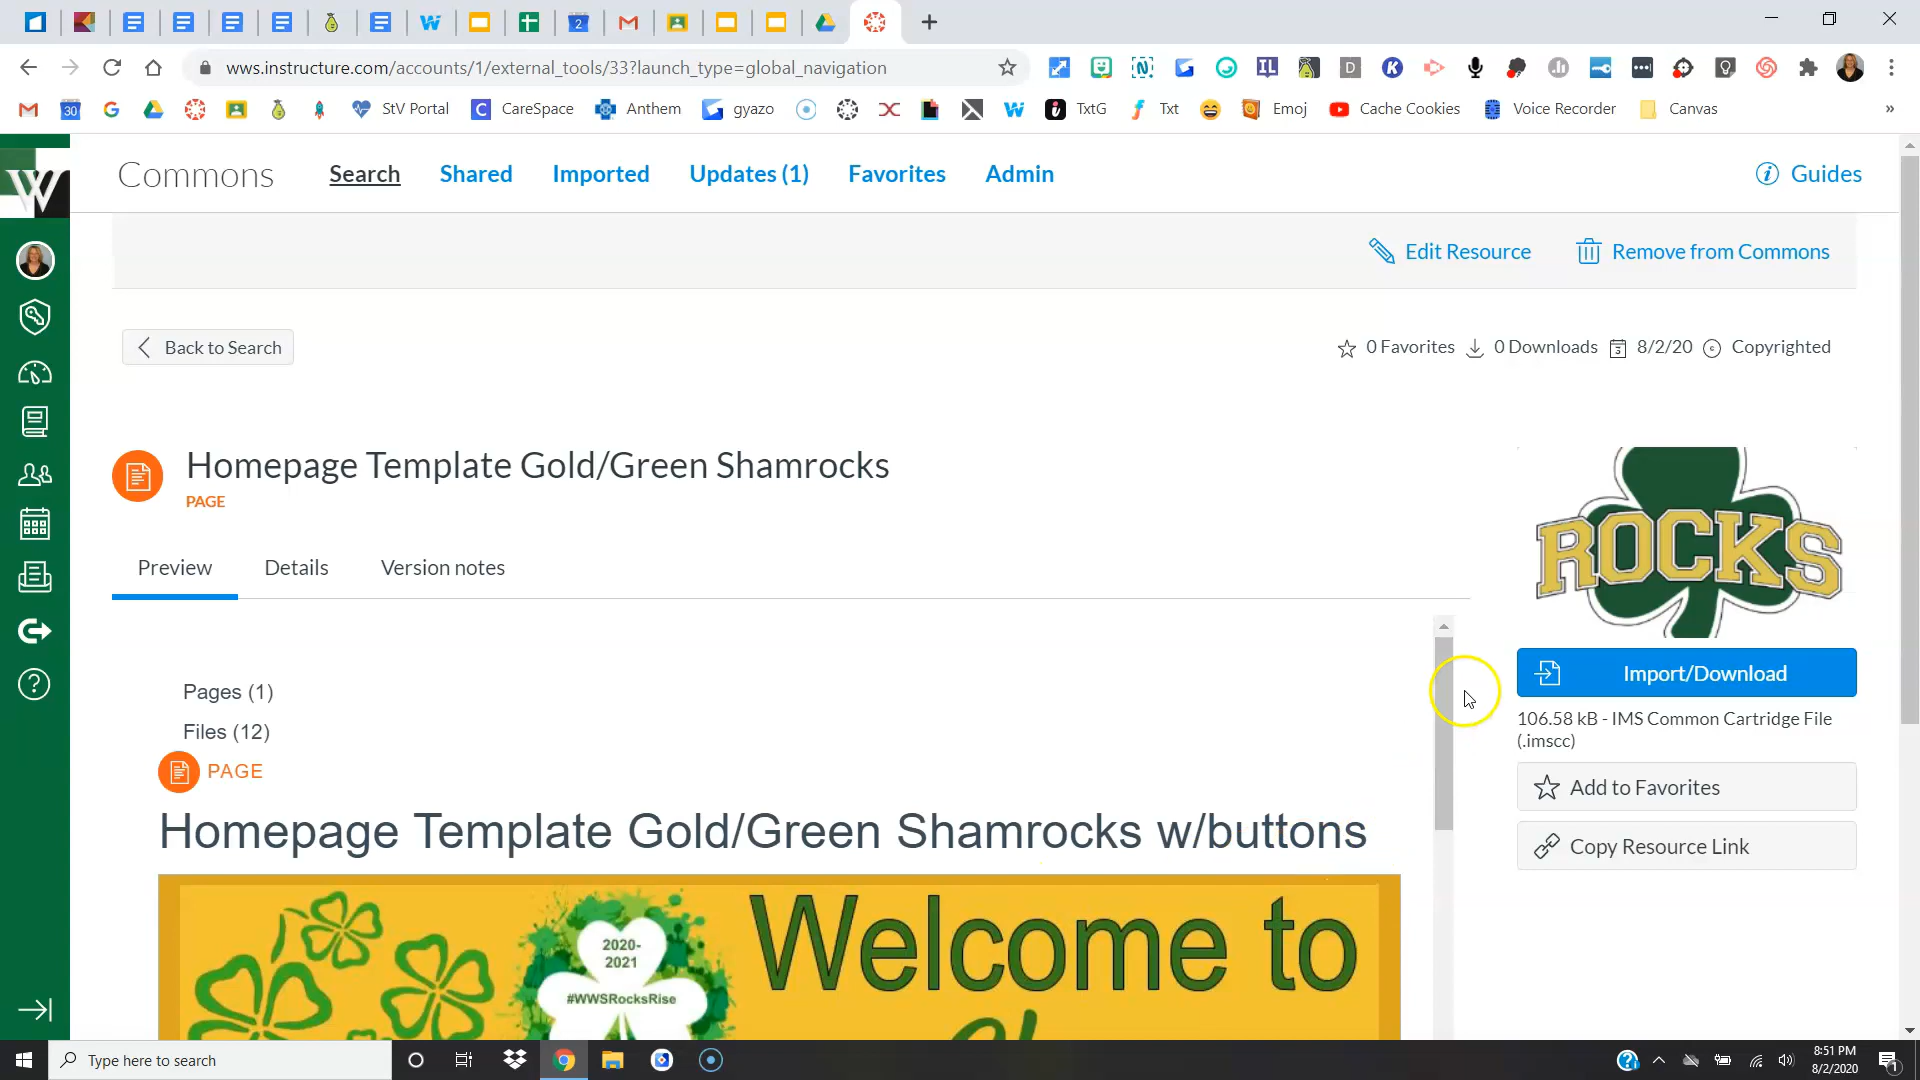 2
wws.instructure.com/accounts/1/external_tools/33?launch_type=global_navigation
IL
D
K
30
StV Portal
CareSpace
Anthem
gyazo
TxtG
Txt
Emoj
Cache Cookies
Voice Recorder
Canvas
»
W
Commons
Search
Shared
Imported
Updates (1)
Favorites
Admin
Guides
Edit Resource
Remove from Commons
Back to Search
0 Favorites
0 Downloads
8/2/20
Copyrighted
Homepage Template Gold/Green Shamrocks
PAGE
ROCKS
Preview
Details
Version notes
Import/Download
106.58 kB - IMS Common Cartridge File
(.imscc)
Add to Favorites
Copy Resource Link
Pages (1)
Files (12)
PAGE
Homepage Template Gold/Green Shamrocks w/buttons
2020-
2021
#WWSRocksRise
Welcome to
Type here to search
8:51 PM
8/2/2020
1